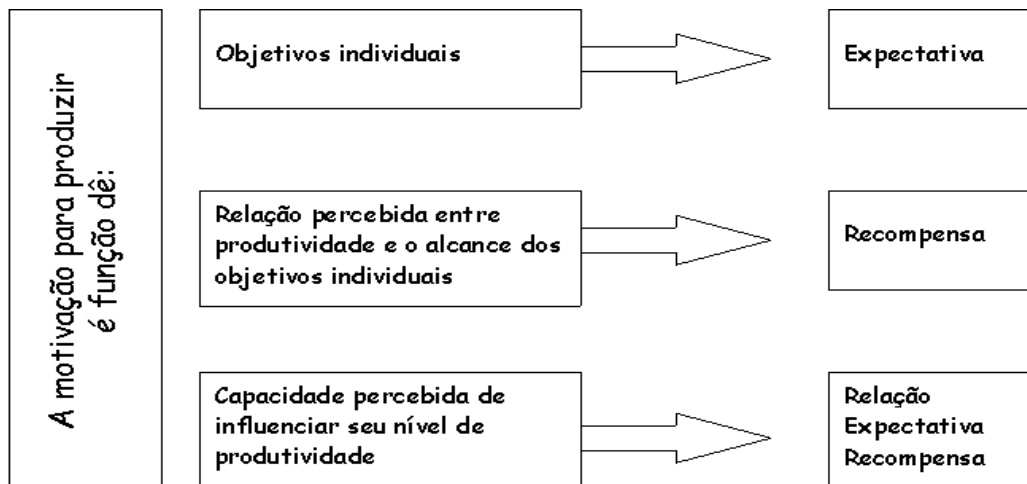 A motivação para produzir
é função dê:
Objetivos individuais
Expectativa
Relação percebida entre
produtividade e o alcance dos
objetivos individuais
Recompensa
Capacidade percebida de
influenciar seu nível de
produtividade
Relação
Expectativa
Recompensa